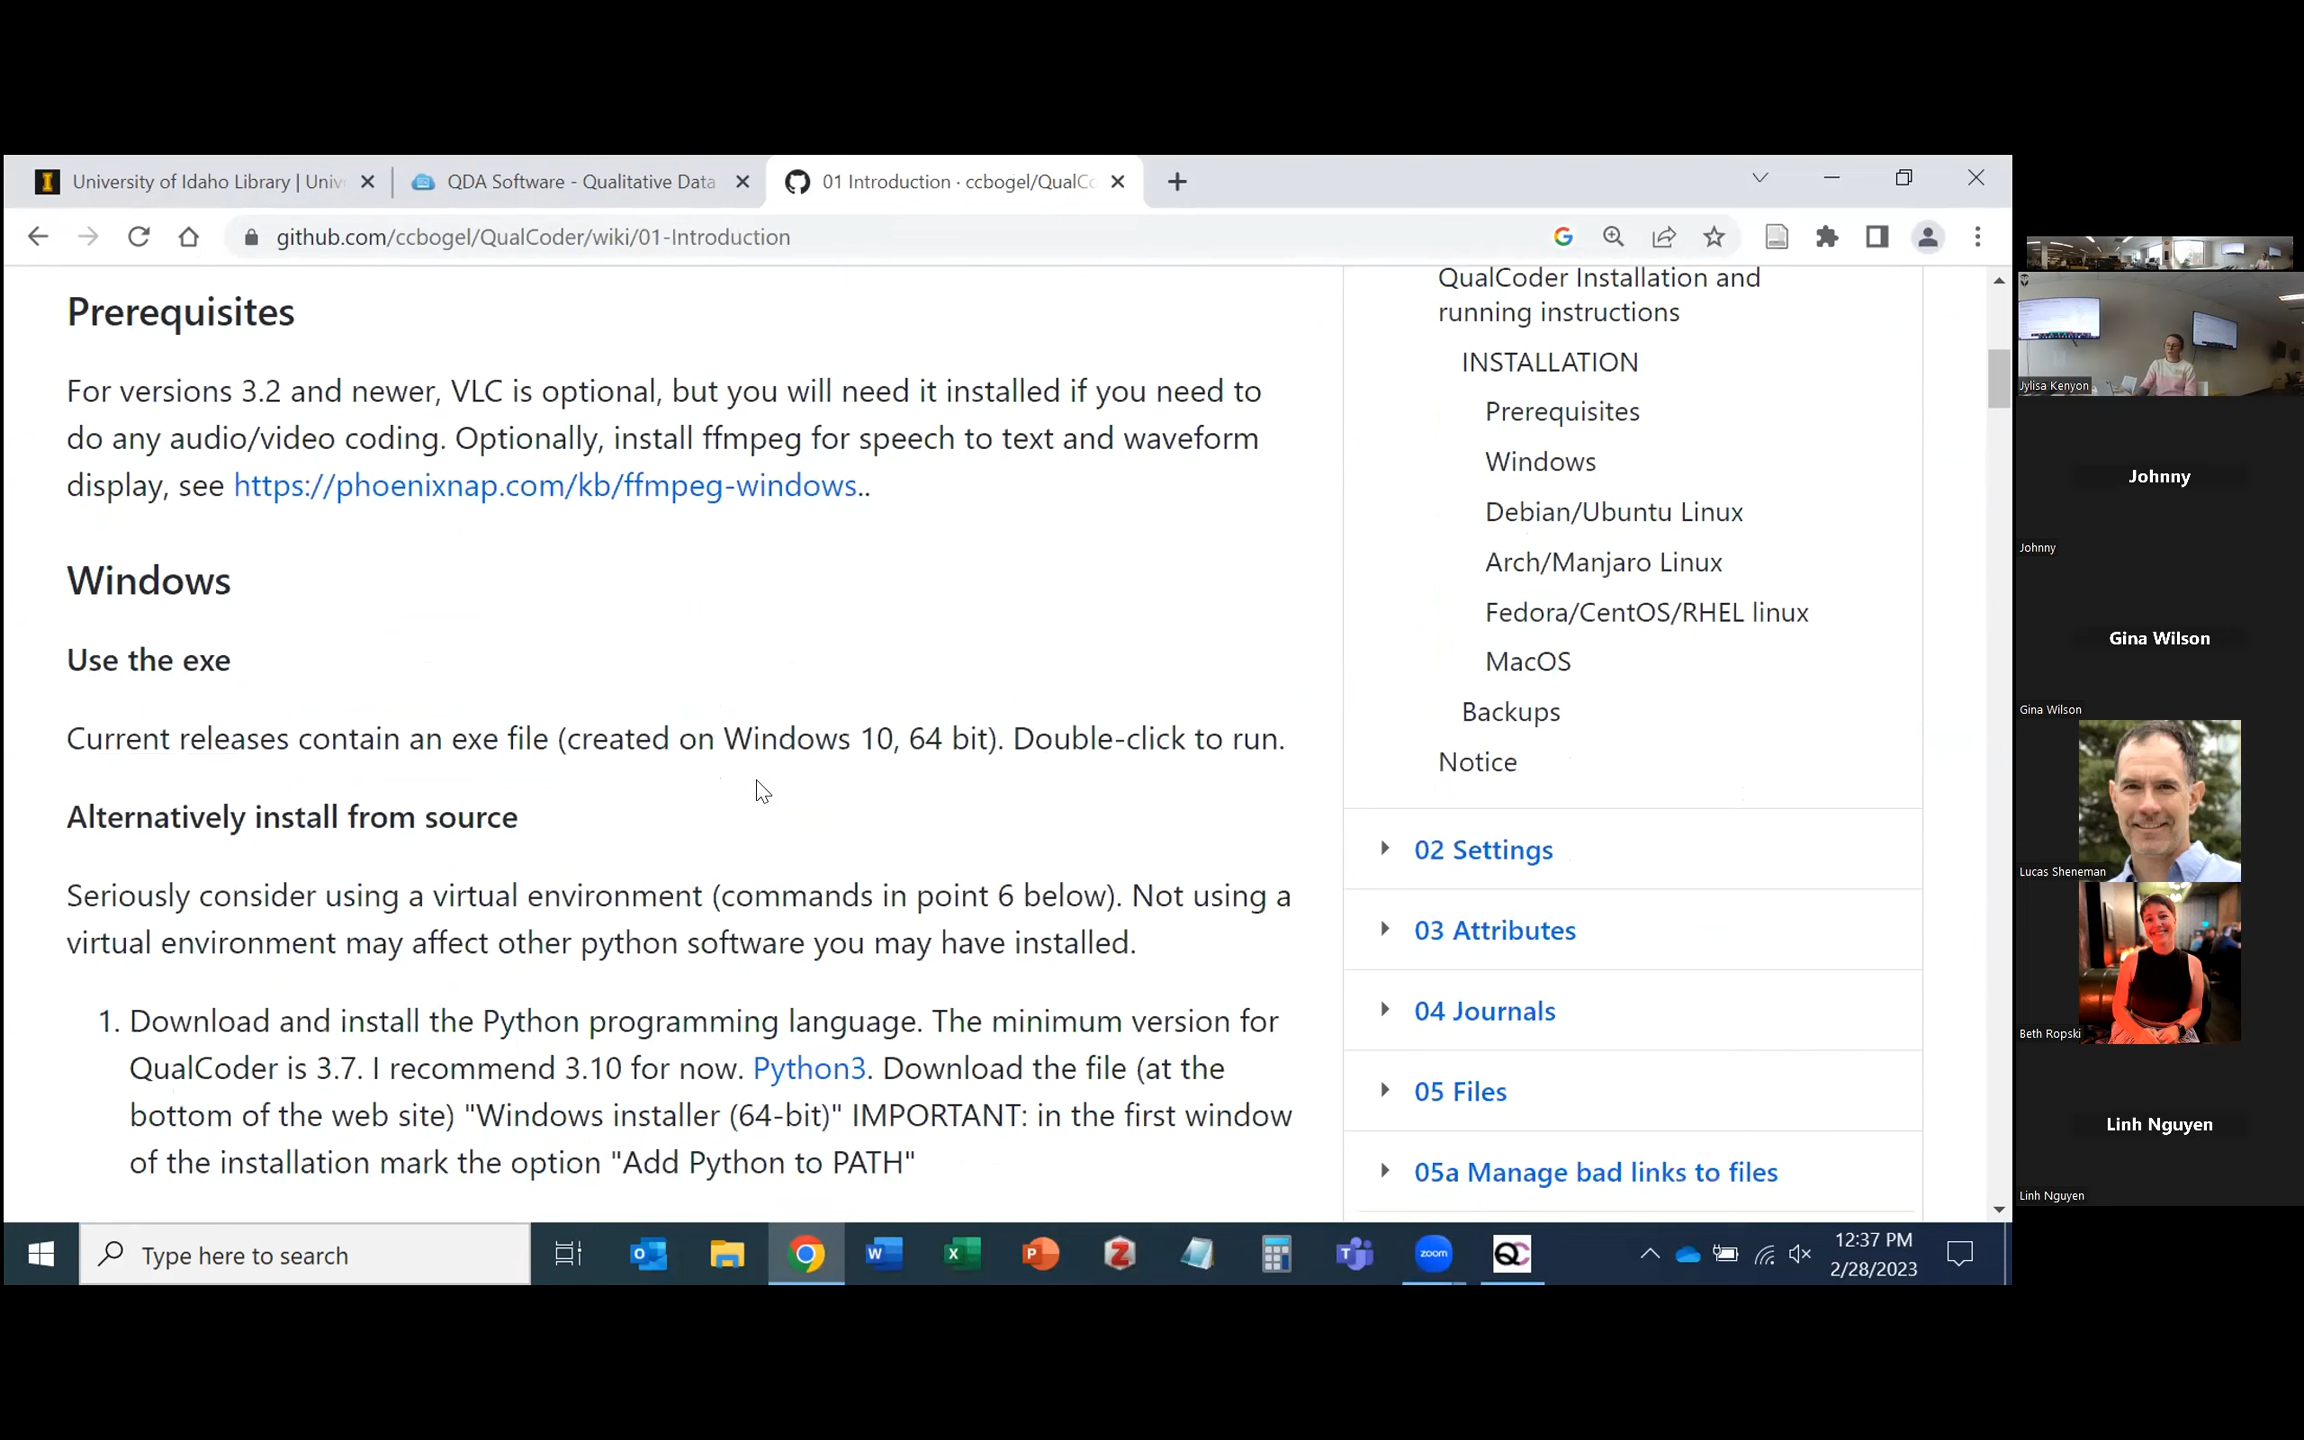 University of Idaho Library | Univ
QDA Software - Qualitative Data
01 Introduction · ccbogel/QualCo
github.com/ccbogel/QualCoder/wiki/01-Introduction
Prerequisites
For versions 3.2 and newer, VLC is optional, but you will need it installed if you need to
do any audio/video coding. Optionally, install ffmpeg for speech to text and waveform
display, see https://phoenixnap.com/kb/ffmpeg-windows..
Windows
Use the exe
Current releases contain an exe file (created on Windows 10, 64 bit). Double-click to run.
Alternatively install from source
Seriously consider using a virtual environment (commands in point 6 below). Not using a
virtual environment may affect other python software you may have installed.
1. Download and install the Python programming language. The minimum version for
QualCoder is 3.7. I recommend 3.10 for now. Python3. Download the file (at the
bottom of the web site) "Windows installer (64-bit)" IMPORTANT: in the first window
of the installation mark the option "Add Python to PATH"
QualCoder Installation and
running instructions
INSTALLATION
Prerequisites
Windows
Debian/Ubuntu Linux
Arch/Manjaro Linux
Fedora/CentOS/RHEL linux
MacOS
Backups
Notice
02 Settings
03 Attributes
04 Journals
05 Files
05a Manage bad links to files
Type here to search
zoom
QC
12:37 PM
2/28/2023
Jylisa Kenyon
Johnny
Johnny
Gina Wilson
Gina Wilson
Lucas Sheneman
Beth Ropski
Linh Nguyen
Linh Nguyen